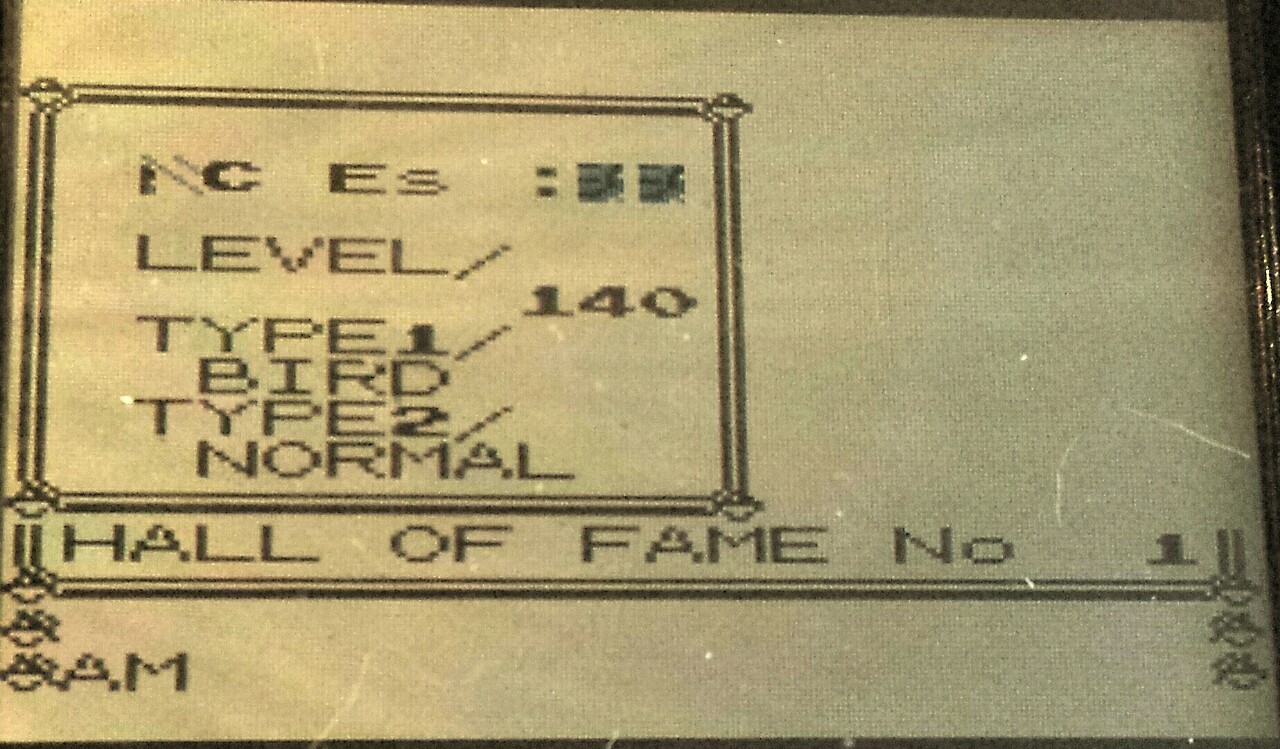 LEVEL/
140
TYPE1/
BIRD
TYPE2/
NORMAL
HALL OF FAME No 1